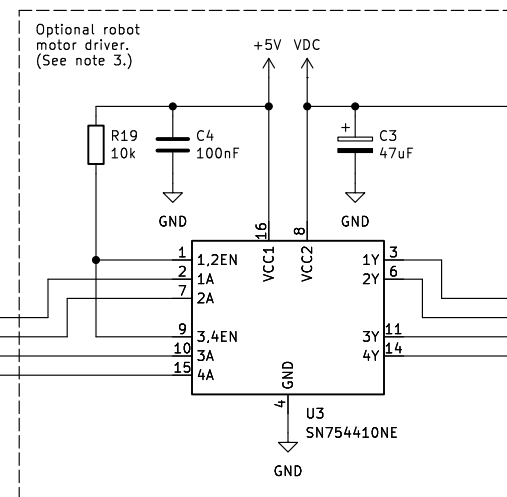 Optional robot
motor driver.
(See note 3.)
+5V VDC
R19
10k
C4
100nF
+
C3
47uF
GND
GND
16
VCC1
8
VCC2
1 1,2EN
2 1A
7 2A
9 3,4EN
10 3A
15 4A
1Y 3
2Y 6
3Y 11
4Y 14
GND
4
U3
SN754410NE
GND